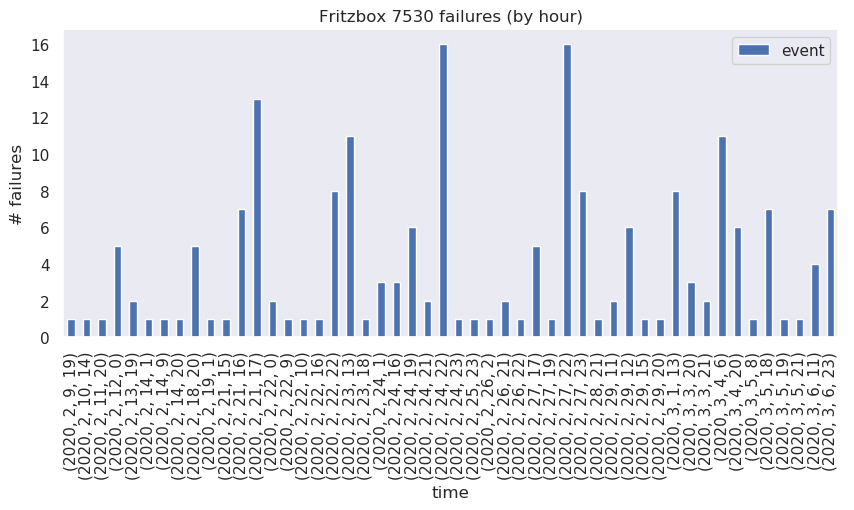 Fritzbox 7530 failures (by hour)
event
# failures
16
14
12
10
8
6
4
2
0
(2020, 2, 9, 19)
(2020, 2, 10, 14)
(2020, 2, 11, 20)
(2020, 2, 12, 0)
(2020, 2, 13, 19)
(2020, 2, 14, 1)
(2020, 2, 14, 9)
(2020, 2, 14, 20)
(2020, 2, 18, 20)
(2020, 2, 19, 1)
(2020, 2, 21, 15)
(2020, 2, 21, 16)
(2020, 2, 21, 17)
(2020, 2, 22, 0)
(2020, 2, 22, 9)
(2020, 2, 22, 10)
(2020, 2, 22, 16)
(2020, 2, 22, 22)
(2020, 2, 23, 13)
(2020, 2, 23, 18)
(2020, 2, 24, 1)
(2020, 2, 24, 16)
(2020, 2, 24, 19)
(2020, 2, 24, 21)
(2020, 2, 24, 22)
(2020, 2, 24, 23)
(2020, 2, 25, 23)
(2020, 2, 26, 2)
(2020, 2, 26, 21)
(2020, 2, 26, 22)
(2020, 2, 27, 17)
(2020, 2, 27, 19)
(2020, 2, 27, 22)
(2020, 2, 27, 23)
(2020, 2, 28, 21)
(2020, 2, 29, 11)
(2020, 2, 29, 12)
(2020, 2, 29, 15)
(2020, 2, 29, 20)
(2020, 3, 1, 13)
(2020, 3, 3, 20)
(2020, 3, 3, 21)
(2020, 3, 4, 6)
(2020, 3, 4, 20)
(2020, 3, 5, 8)
(2020, 3, 5, 18)
(2020, 3, 5, 19)
(2020, 3, 5, 21)
(2020, 3, 6, 11)
(2020, 3, 6, 23)
time